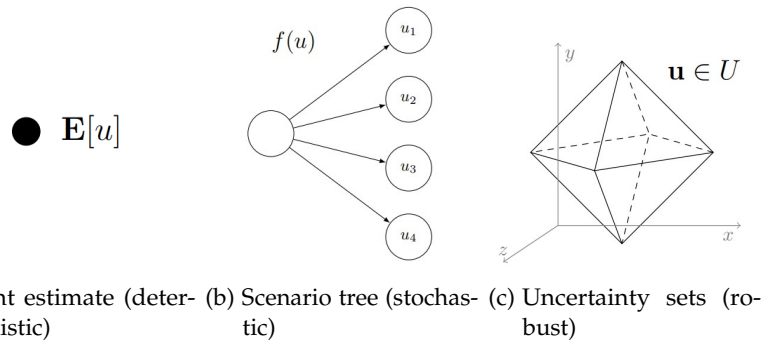 f(u)
u₁
u₂
u₃
u₄
E[u]
y
u ∈ U
x
z
nt estimate (deter- (b) Scenario tree (stochas- (c) Uncertainty sets (ro-
istic) tic) bust)